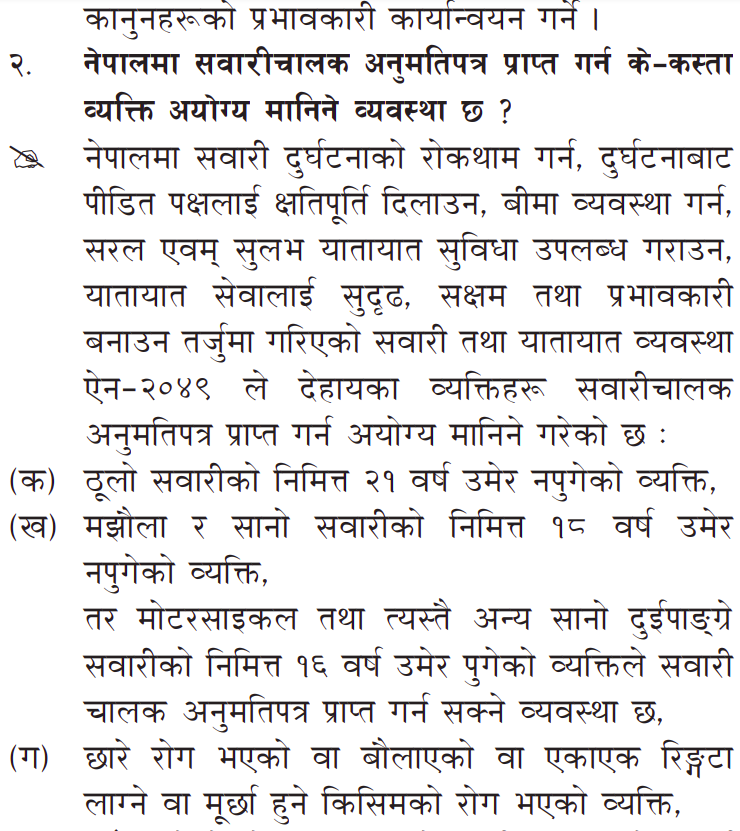 कानुनहरूको प्रभावकारी कार्यान्वयन गर्ने ।
२. नेपालमा सवारीचालक अनुमतिपत्र प्राप्त गर्न के-कस्ता
व्यक्ति अयोग्य मानिने व्यवस्था छ ?
नेपालमा सवारी दुर्घटनाको रोकथाम गर्न, दुर्घटनाबाट
पीडित पक्षलाई क्षतिपूर्ति दिलाउन, बीमा व्यवस्था गर्न,
सरल एवम् सुलभ यातायात सुविधा उपलब्ध गराउन,
यातायात सेवालाई सुदृढ, सक्षम तथा प्रभावकारी
बनाउन तर्जुमा गरिएको सवारी तथा यातायात व्यवस्था
ऐन-२०४९ ले देहायका व्यक्तिहरू सवारीचालक
अनुमतिपत्र प्राप्त गर्न अयोग्य मानिने गरेको छ :
(क) ठूलो सवारीको निमित्त २१ वर्ष उमेर नपुगेको व्यक्ति,
(ख) मझौला र सानो सवारीको निमित्त १८ वर्ष उमेर
नपुगेको व्यक्ति,
तर मोटरसाइकल तथा त्यस्तै अन्य सानो दुईपाङ्ग्रे
सवारीको निमित्त १६ वर्ष उमेर पुगेको व्यक्तिले सवारी
चालक अनुमतिपत्र प्राप्त गर्न सक्ने व्यवस्था छ,
(ग) छारे रोग भएको वा बौलाएको वा एकाएक रिङ्गटा
लाग्ने वा मूर्छा हुने किसिमको रोग भएको व्यक्ति,